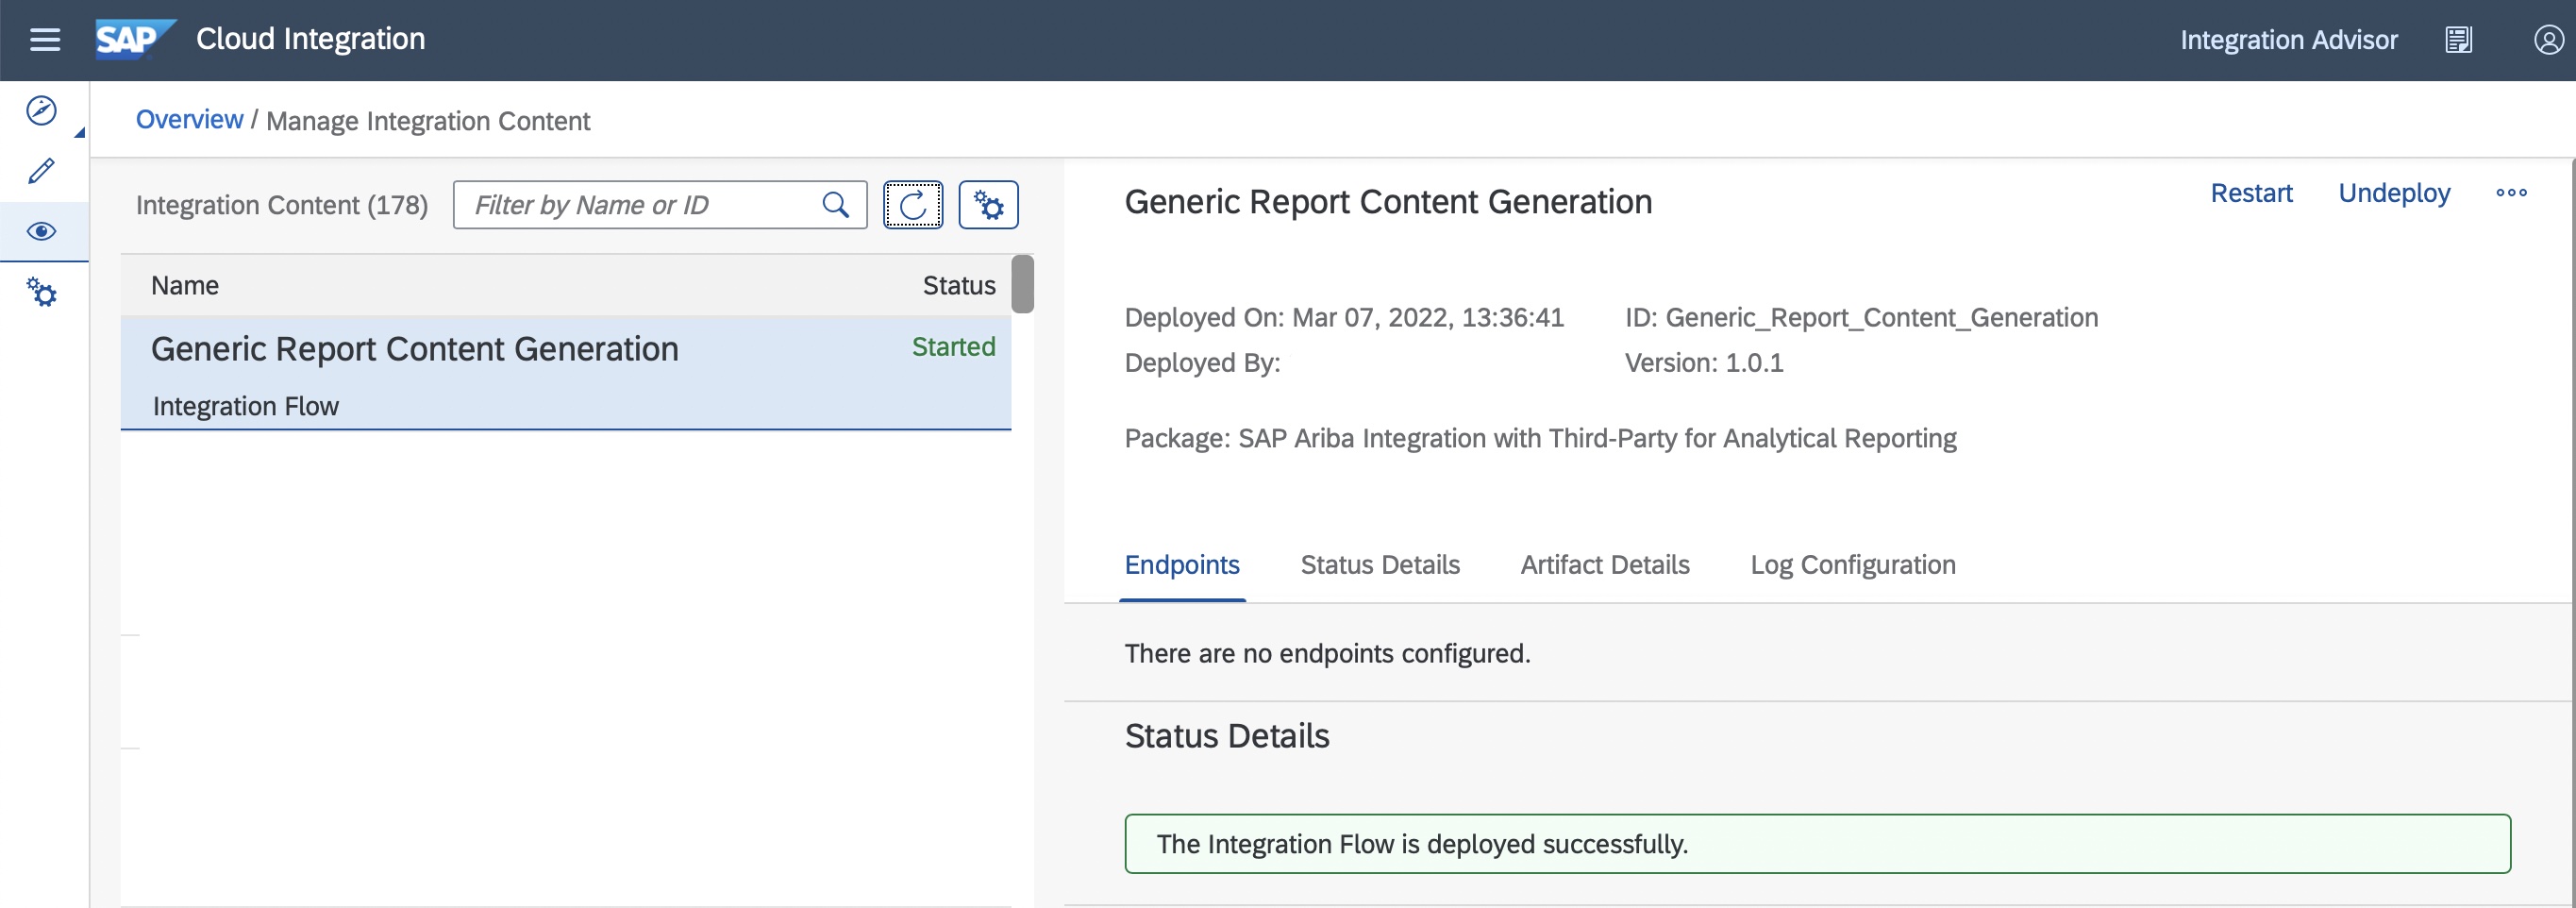 SAP Cloud Integration
Integration Advisor
Overview / Manage Integration Content
Integration Content (178)
Filter by Name or ID
Name Status
Generic Report Content Generation Started
Integration Flow
Generic Report Content Generation
Restart Undeploy
Deployed On: Mar 07, 2022, 13:36:41 ID: Generic_Report_Content_Generation
Deployed By: Version: 1.0.1
Package: SAP Ariba Integration with Third-Party for Analytical Reporting
Endpoints Status Details Artifact Details Log Configuration
There are no endpoints configured.
Status Details
The Integration Flow is deployed successfully.